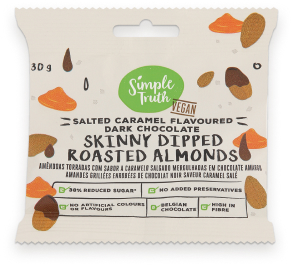 30 g
Simple
Truth
VEGAN
SALTED CARAMEL FLAVOURED
DARK CHOCOLATE
SKINNY DIPPED
ROASTED ALMONDS
AMÊNDOAS TORRADAS COM SABOR A CARAMELO SALGADO MERGULHADAS EM CHOCOLATE AMARGO
AMANDES GRILLÉES ENROBÉES DE CHOCOLAT NOIR SAVEUR CARAMEL SALÉ
38% REDUCED SUGAR*
NO ADDED PRESERVATIVES
NO ARTIFICIAL COLOURS
OR FLAVOURS
BELGIAN
CHOCOLATE
HIGH IN
FIBRE